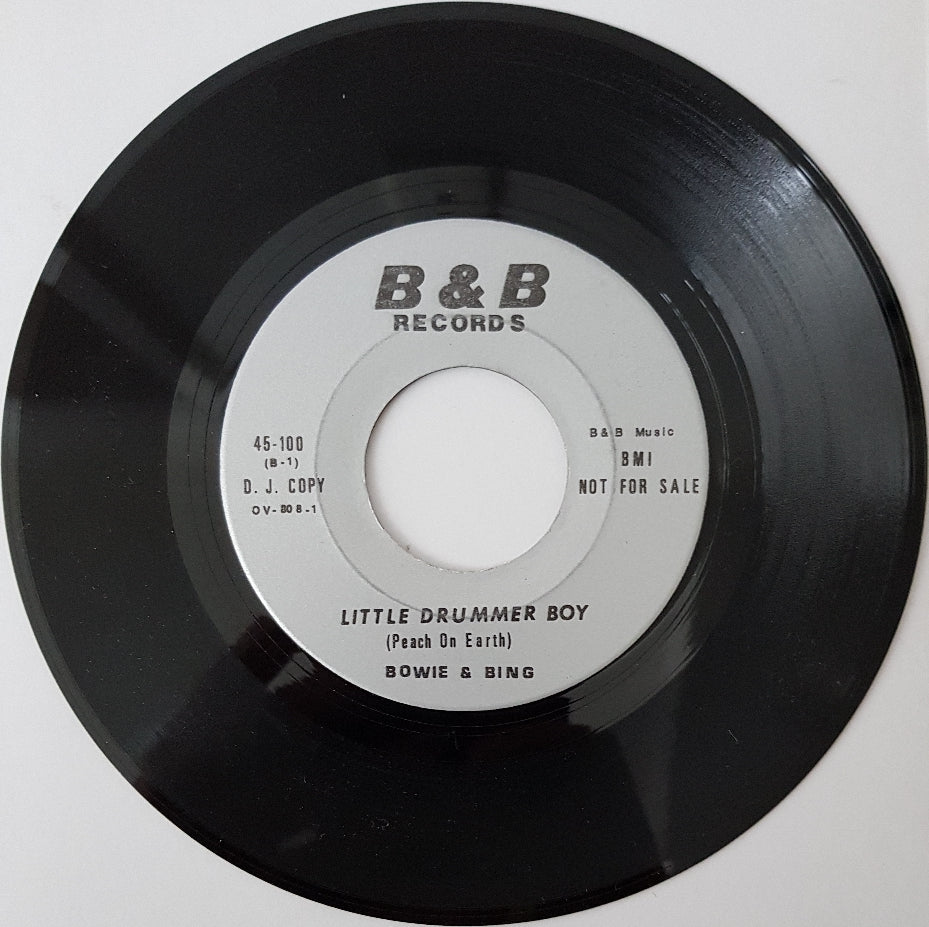 B & B
RECORDS
45-100
(B-1)
D. J. COPY
OV-808-1
B & B Music
BMI
NOT FOR SALE
LITTLE DRUMMER BOY
(Peach On Earth)
BOWIE & BING